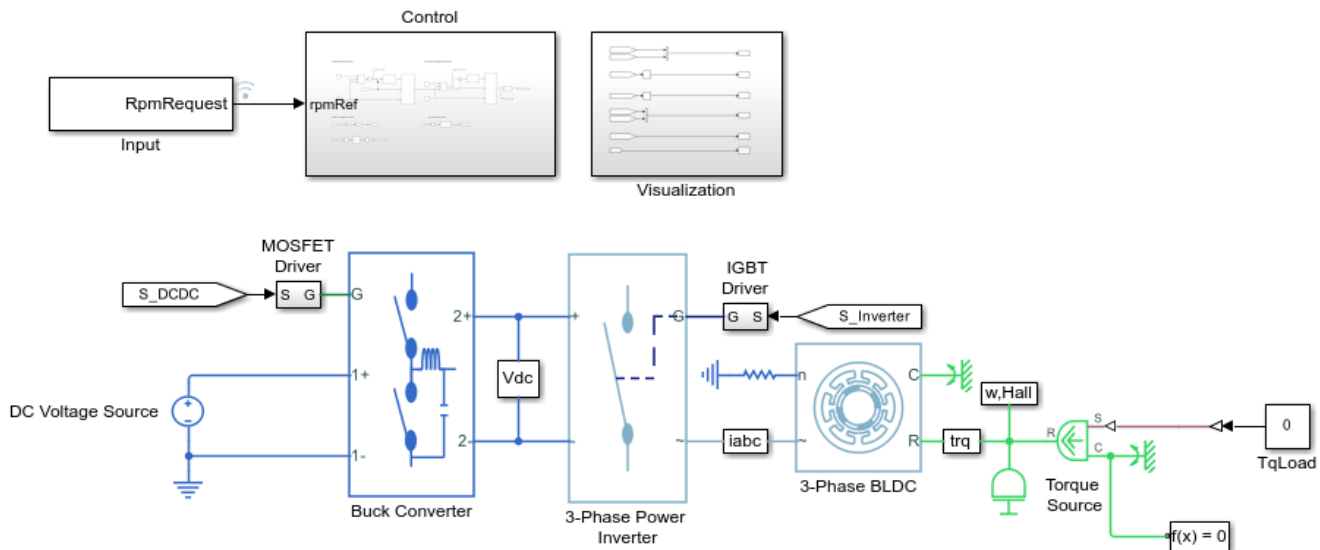 Control
RpmRequest
rpmRef
Input
Visualization
MOSFET
Driver
IGBT
Driver
S_DCDC
S G
G
G
G S
S_Inverter
2+
+
Vdc
n
C
w,Hall
1+
DC Voltage Source
S
R
0
C
2-
-
~
iabc
~
R
trq
TqLoad
1-
3-Phase BLDC
Torque
Source
Buck Converter
3-Phase Power
Inverter
f(x) = 0